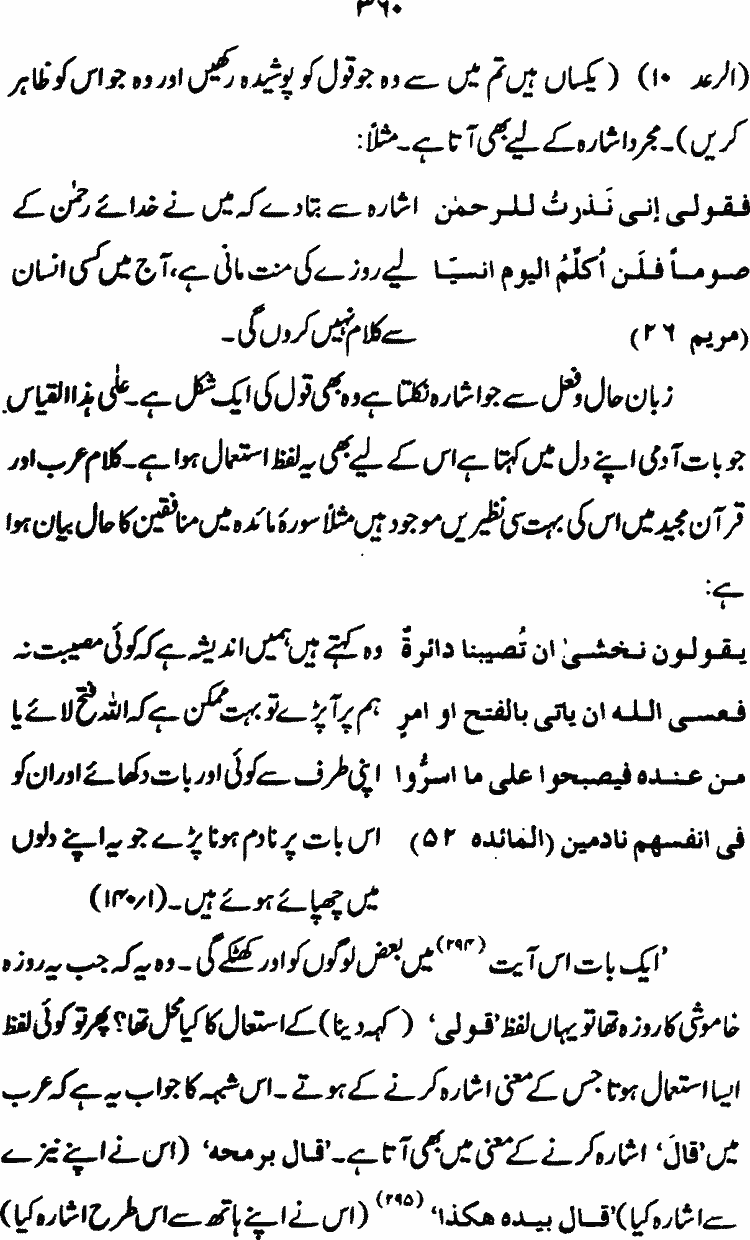 ۳۶۰
(الرعد ۱۰) (یکساں ہیں تم میں سے وہ جو قول کو پوشیدہ رکھیں اور وہ جو اس کو ظاہر
کریں)۔ مجرد اشارہ کے لیے بھی آتا ہے۔ مثلاً:
فقولی إنی نَذرتُ للرحمٰن اشارہ سے بتا دے کہ میں نے خدائے رحمٰن کے
صوماً فلَن اُکلّمُ الیوم انسیّا لیے روزے کی منت مانی ہے، آج میں کسی انسان
(مریم ۲۶) سے کلام نہیں کروں گی۔
زبان حال و فعل سے جو اشارہ نکلتا ہے وہ بھی قول کی ایک شکل ہے۔ علٰی ہذا القیاس
جو بات آدمی اپنے دل میں کہتا ہے اس کے لیے بھی یہ لفظ استعمال ہوا ہے۔ کلام عرب اور
قرآن مجید میں اس کی بہت سی نظیریں موجود ہیں مثلاً سورۂ مائدہ میں منافقین کا حال بیان ہوا
ہے:
یقولون نخشیٰ ان تُصیبنا دائرةٌ وہ کہتے ہیں ہمیں اندیشہ ہے کہ کوئی مصیبت نہ
فعسی اللہ ان یاتی بالفتح او امرٍ ہم پر آ پڑے تو بہت ممکن ہے کہ اللہ فتح لائے یا
من عندہ فیصبحوا علی ما اسرُّوا اپنی طرف سے کوئی اور بات دکھائے اور ان کو
فی انفسهم نادمین (المائدہ ۵۲) اس بات پر نادم ہونا پڑے جو یہ اپنے دلوں
میں چھپائے ہوئے ہیں۔ (۱/۱۴۰)
’ایک بات اس آیت (۲۹۴) میں بعض لوگوں کو اور کھٹکے گی۔ وہ یہ کہ جب یہ روزہ
خاموشی کا روزہ تھا تو یہاں لفظ ’قولی‘ (کہہ دینا) کے استعال کا کیا محل تھا؟ پھر تو کوئی لفظ
ایسا استعمال ہوتا جس کے معنی اشارہ کرنے کے ہوتے۔ اس شبہہ کا جواب یہ ہے کہ عرب
میں ’قالَ‘ اشارہ کرنے کے معنی میں بھی آتا ہے۔ ’قال برمحه‘ (اس نے اپنے نیزے
سے اشارہ کیا) ’قال بیدہ هکذا‘ (۲۹۵) (اس نے اپنے ہاتھ سے اس طرح اشارہ کیا)